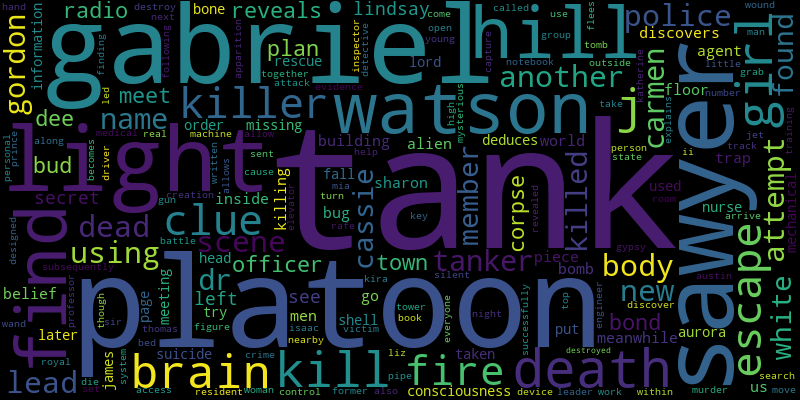 hand destroy radio bone reveals lindsay come called use flees wound police
gordon information next gabriel hill discovers man
finding plan rescue lord apparition open young group outside notebook agent girl found
dee meet name killer together attack inspector detective watson another tomb grab little carmen floor number
led missing evidence capture high mysterious katherine explains
personal prince along medical real machine order building alien deduces world take j used trap jet track training
bud driver becomes written allow sent cause help person state ii room attempt mechanical
light tank sawyer
secret clue inside fall mia turn sharon cassie member corpse killed key revealed arrive nurse
find dead using scene killing elevator gun rafe bug
designed creation allows battle officer town tanker piece bomb body gypsy escape white
subsequently dr head see platoon kira silent successfully new discover austin
belief professor page meeting left try men go tower top engineer put bond aurora
wand though sir thomas figure isaac nearby shell victim book everyone night meanwhile
later james suicide liz taken destroyed
royal lead die system bed crime brain kill fire death us search
set access resident woman control former also pipe consciousness device leader work within murder move